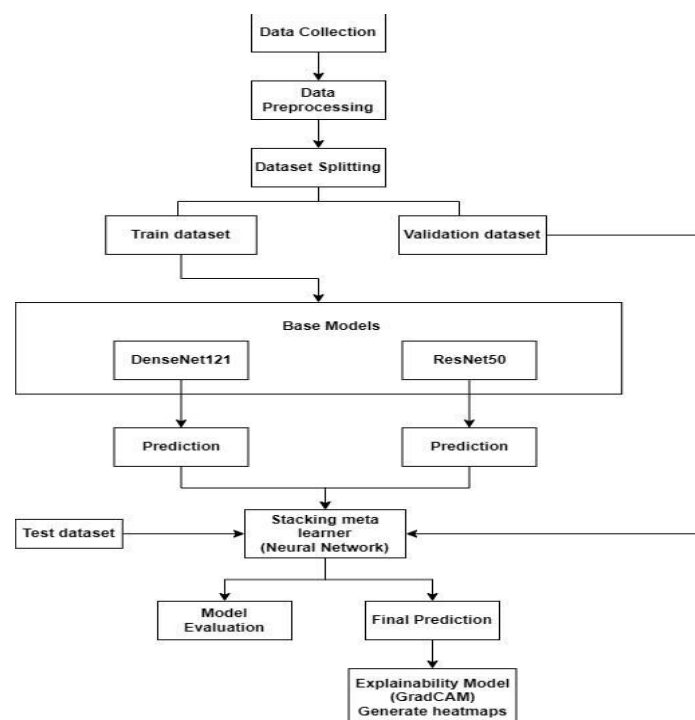 Data Collection
Data
Preprocessing
Dataset Splitting
Train dataset
Validation dataset
Base Models
DenseNet121
ResNet50
Prediction
Prediction
Test dataset
Stacking meta
learner
(Neural Network)
Model
Evaluation
Final Prediction
Explainability Model
(GradCAM)
Generate heatmaps